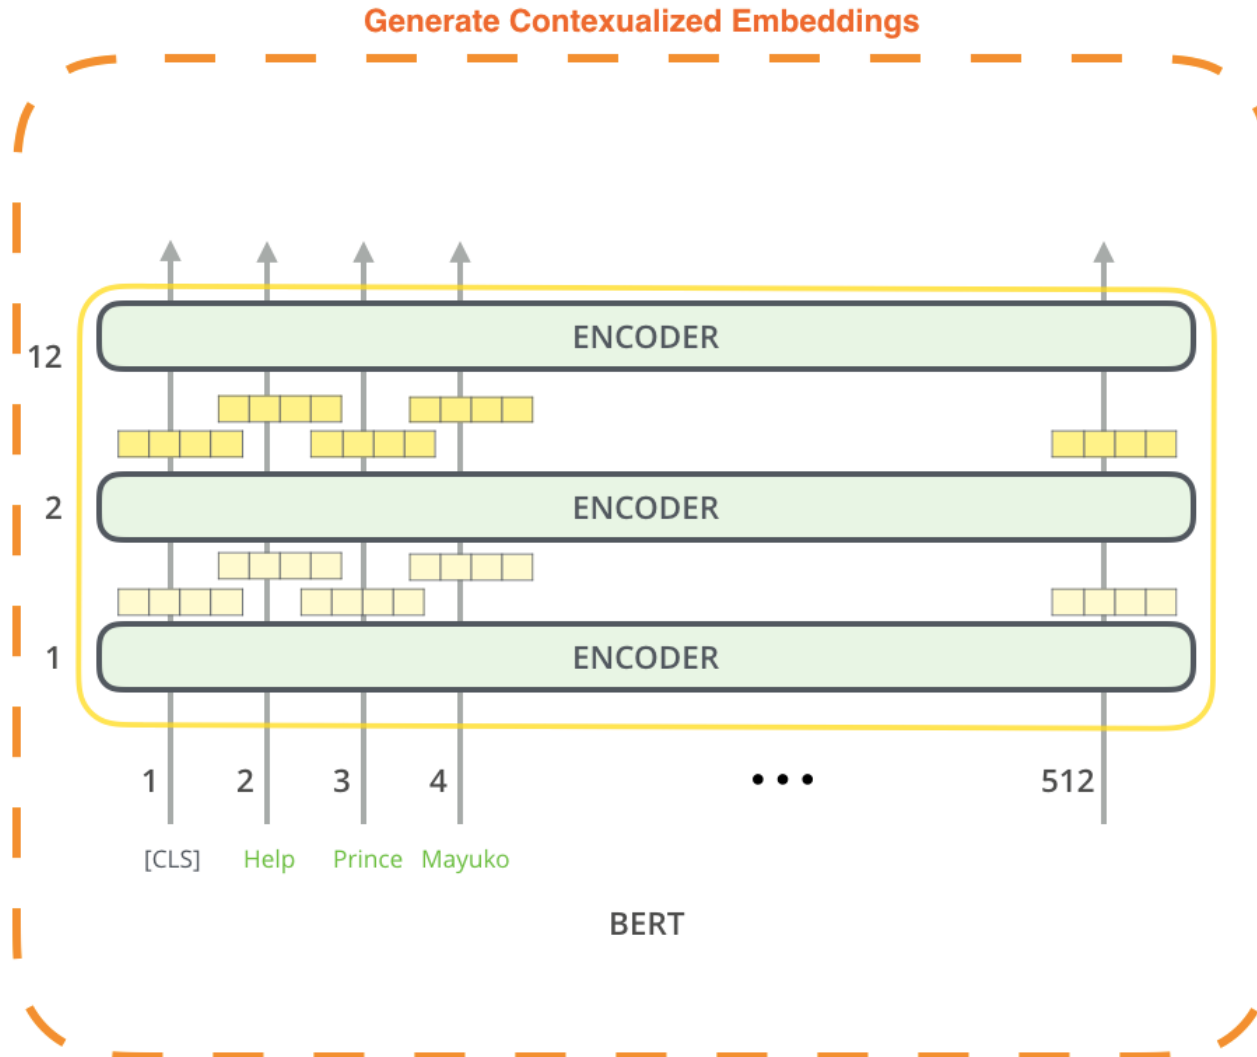 Generate Contexualized Embeddings
12 ENCODER
2 ENCODER
1 ENCODER
1 2 3 4 ... 512
[CLS] Help Prince Mayuko
BERT